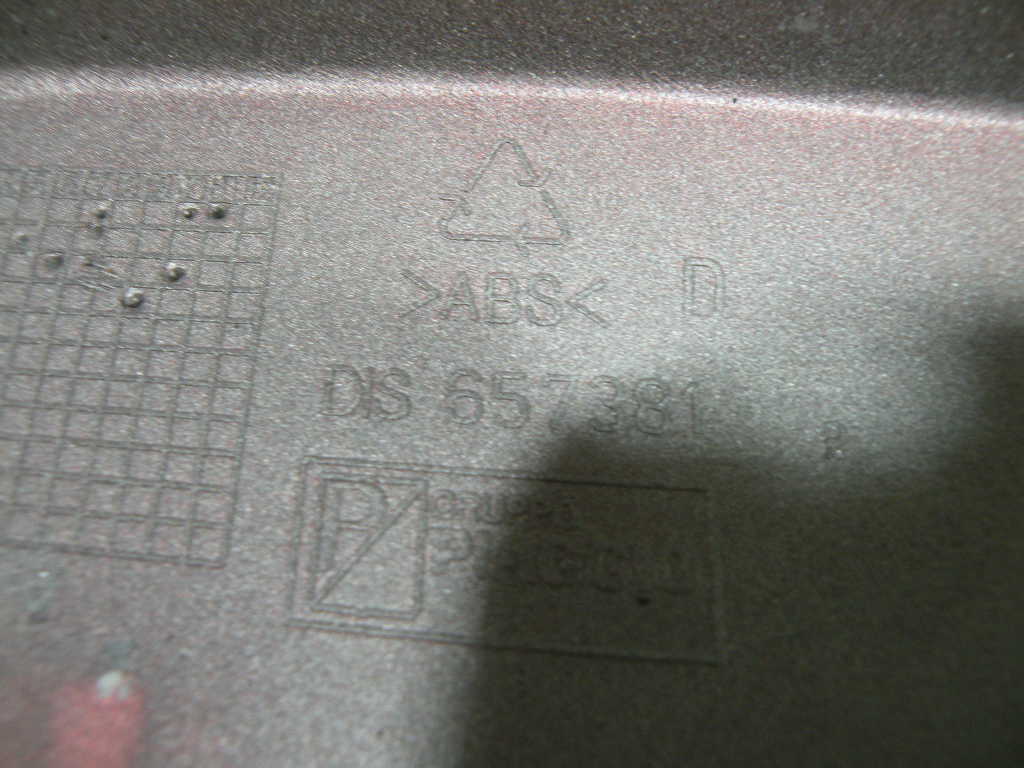 >ABS< D
DIS 657381
P GRUPPO
PIAGGIO